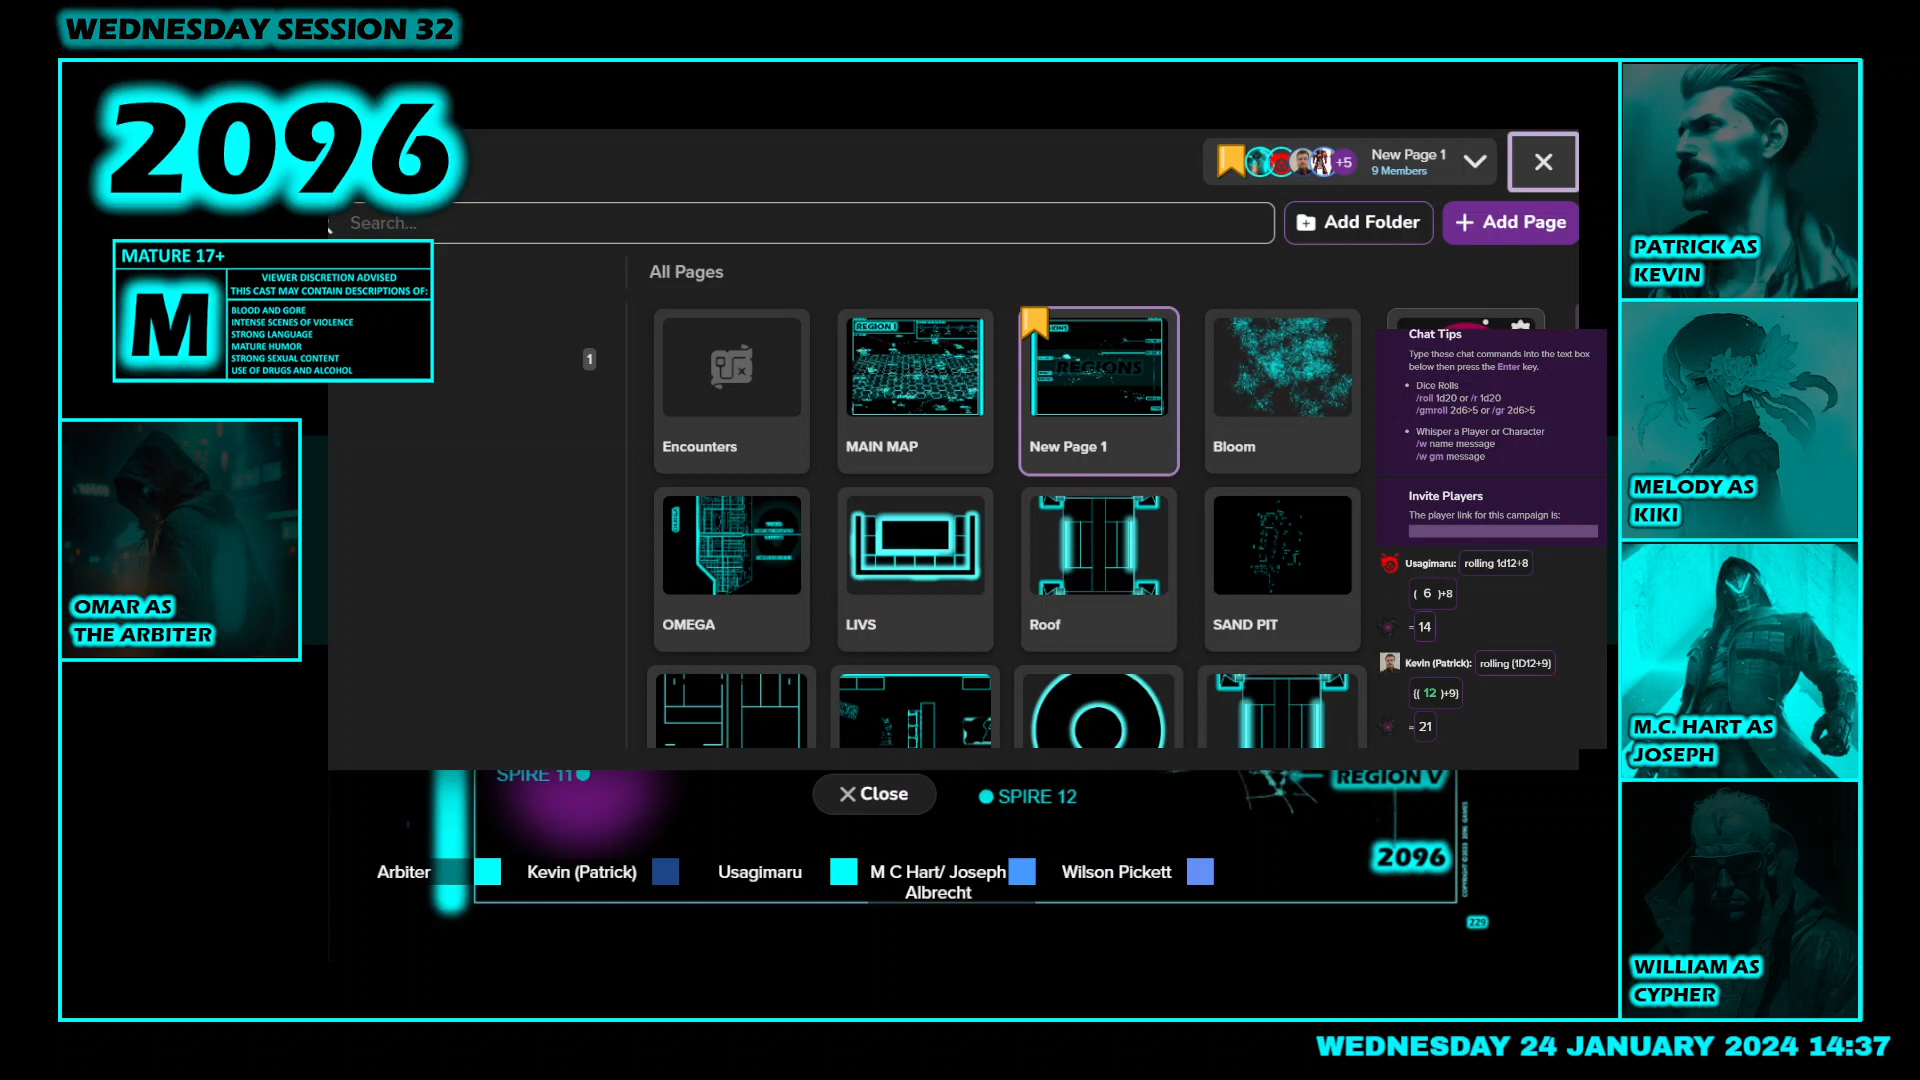 WEDNESDAY SESSION 32
2096
MATURE 17+
M
VIEWER DISCRETION ADVISED
THIS CAST MAY CONTAIN DESCRIPTIONS OF:
BLOOD AND GORE
INTENSE SCENES OF VIOLENCE
STRONG LANGUAGE
MATURE HUMOR
STRONG SEXUAL CONTENT
USE OF DRUGS AND ALCOHOL
OMAR AS
THE ARBITER
+5
New Page 1
9 Members
Search...
Add Folder
Add Page
All Pages
1
Encounters
REGION I
MAIN MAP
REGIONS
New Page 1
Bloom
OMEGA
OMEGA
LIVS
Roof
SAND PIT
Chat Tips
Type these chat commands into the text box
below then press the Enter key.
• Dice Rolls
/roll 1d20 or /r 1d20
/gmroll 2d6>5 or /gr 2d6>5
• Whisper a Player or Character
/w name message
/w gm message
Invite Players
The player link for this campaign is:
Usagimaru: rolling 1d12+8
( 6 )+8
= 14
Kevin (Patrick): rolling {1D12+9}
{( 12 )+9}
= 21
SPIRE 11
Close
SPIRE 12
REGION V
2096
COPYRIGHT ©2023 2096 GAMES
229
Arbiter
Kevin (Patrick)
Usagimaru
M C Hart/ Joseph
Albrecht
Wilson Pickett
PATRICK AS
KEVIN
MELODY AS
KIKI
M.C. HART AS
JOSEPH
WILLIAM AS
CYPHER
WEDNESDAY 24 JANUARY 2024 14:37